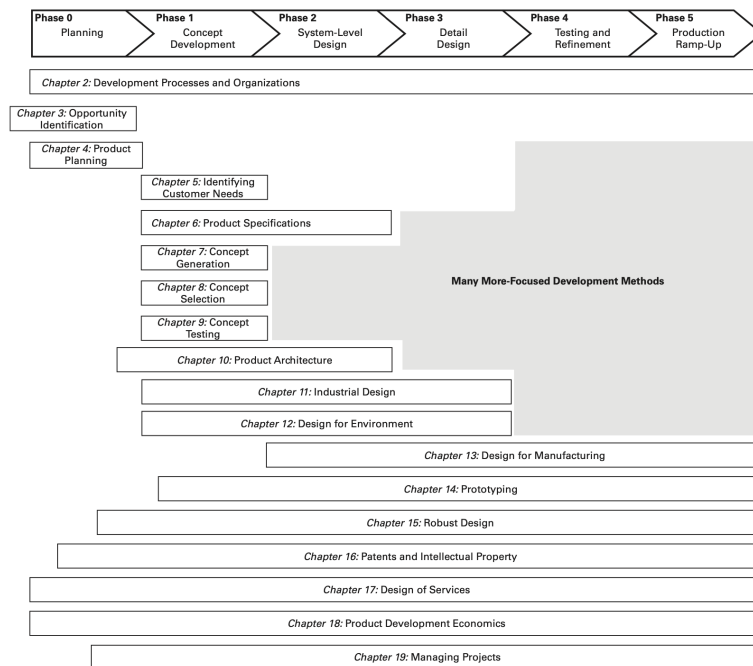 Phase 0
Planning
Phase 1
Concept
Development
Phase 2
System-Level
Design
Phase 3
Detail
Design
Phase 4
Testing and
Refinement
Phase 5
Production
Ramp-Up
Chapter 2: Development Processes and Organizations
Chapter 3: Opportunity
Identification
Chapter 4: Product
Planning
Chapter 5: Identifying
Customer Needs
Chapter 6: Product Specifications
Chapter 7: Concept
Generation
Many More-Focused Development Methods
Chapter 8: Concept
Selection
Chapter 9: Concept
Testing
Chapter 10: Product Architecture
Chapter 11: Industrial Design
Chapter 12: Design for Environment
Chapter 13: Design for Manufacturing
Chapter 14: Prototyping
Chapter 15: Robust Design
Chapter 16: Patents and Intellectual Property
Chapter 17: Design of Services
Chapter 18: Product Development Economics
Chapter 19: Managing Projects